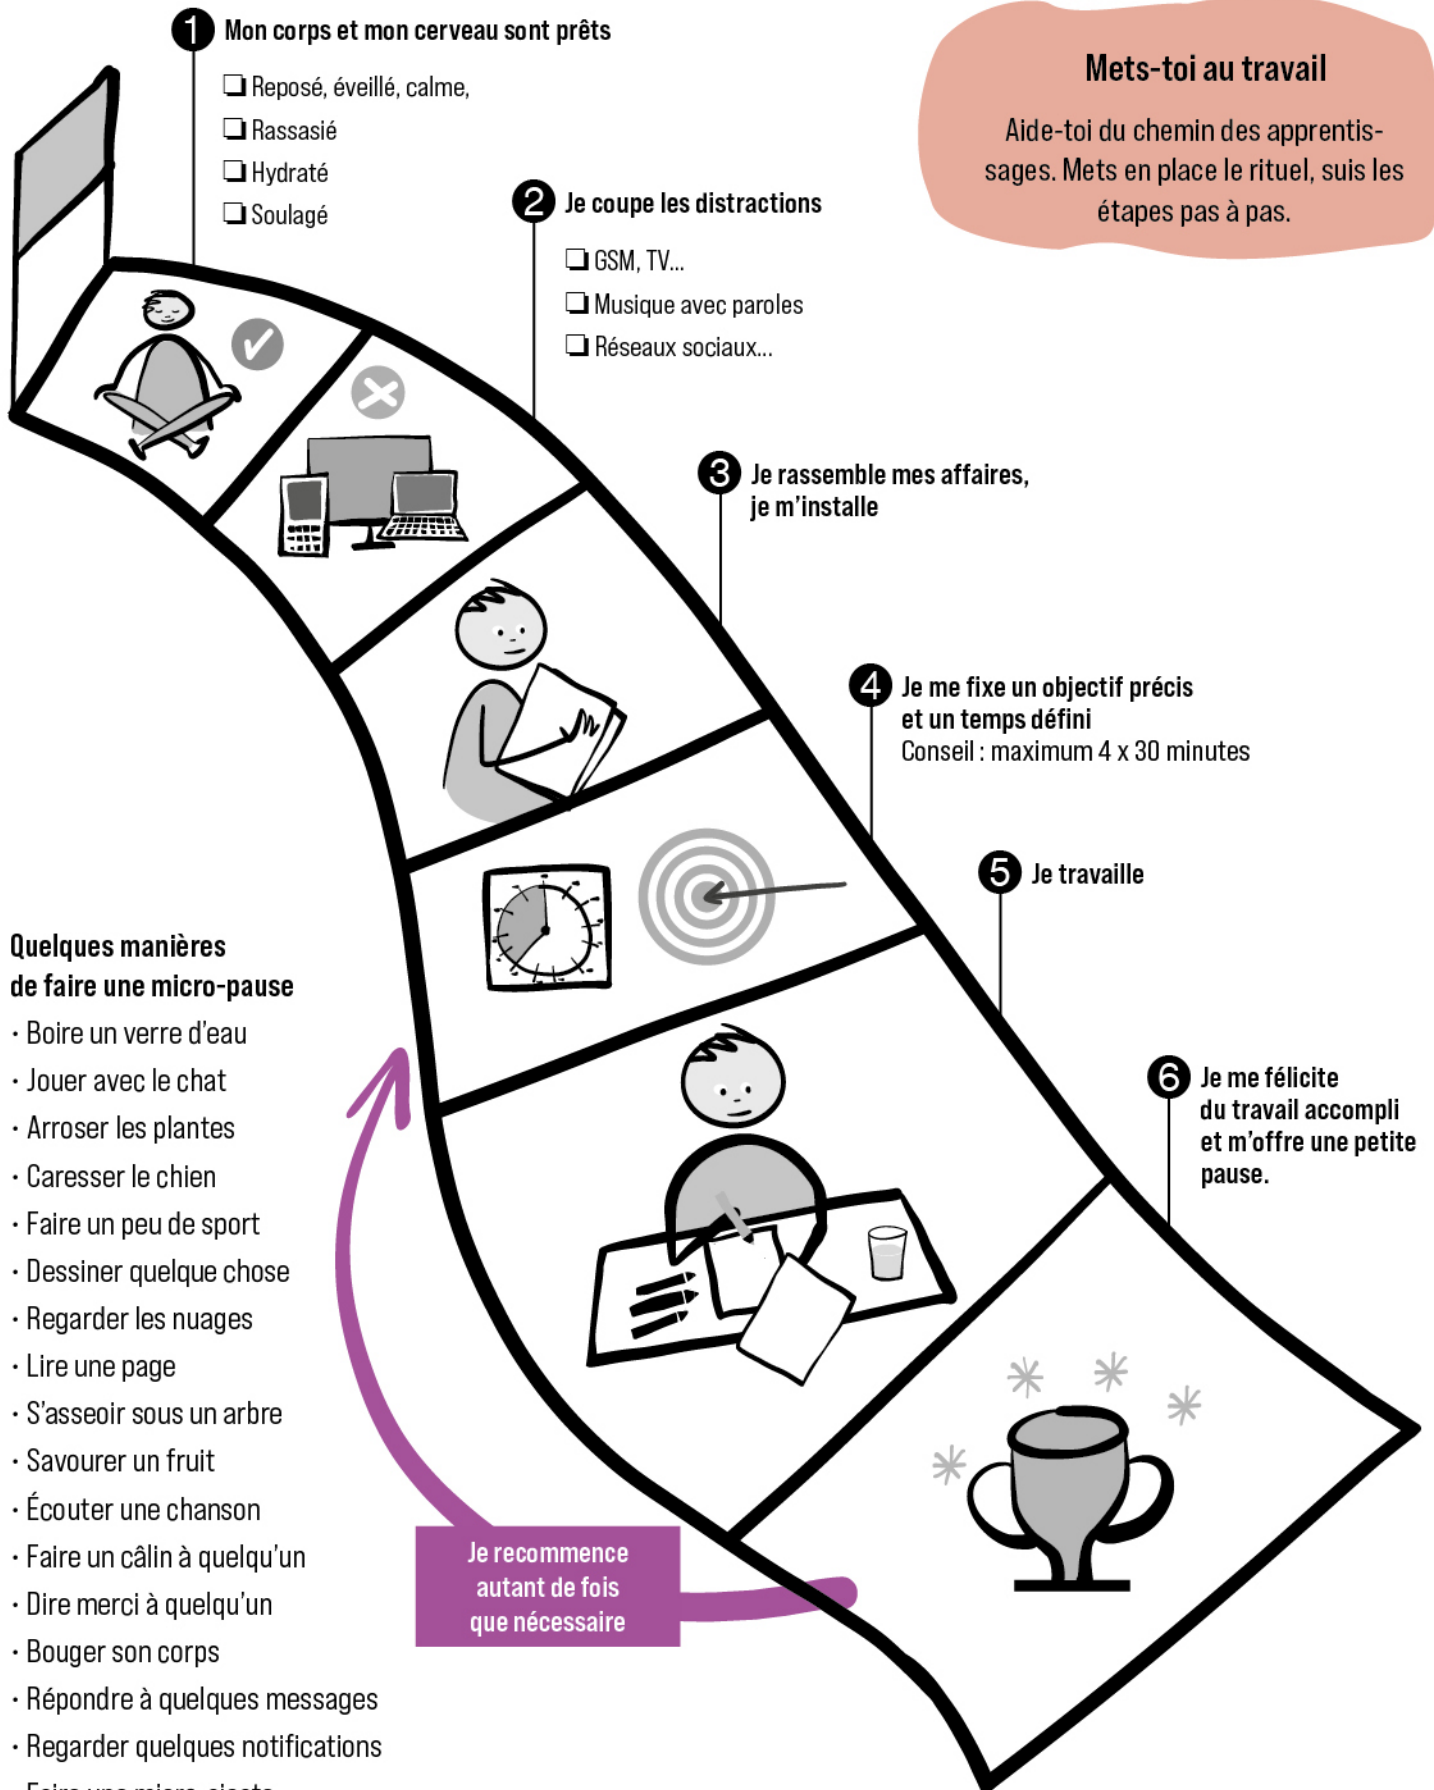 1 Mon corps et mon cerveau sont prêts
❏ Reposé, éveillé, calme,
❏ Rassasié
❏ Hydraté
❏ Soulagé
Mets-toi au travail
Aide-toi du chemin des apprentis-
sages. Mets en place le rituel, suis les
étapes pas à pas.
2 Je coupe les distractions
❏ GSM, TV...
❏ Musique avec paroles
❏ Réseaux sociaux...
3 Je rassemble mes affaires,
je m'installe
4 Je me fixe un objectif précis
et un temps défini
Conseil : maximum 4 x 30 minutes
5 Je travaille
6 Je me félicite
du travail accompli
et m'offre une petite
pause.
Quelques manières
de faire une micro-pause
· Boire un verre d'eau
· Jouer avec le chat
· Arroser les plantes
· Caresser le chien
· Faire un peu de sport
· Dessiner quelque chose
· Regarder les nuages
· Lire une page
· S'asseoir sous un arbre
· Savourer un fruit
· Écouter une chanson
· Faire un câlin à quelqu'un
· Dire merci à quelqu'un
· Bouger son corps
· Répondre à quelques messages
· Regarder quelques notifications
Je recommence
autant de fois
que nécessaire